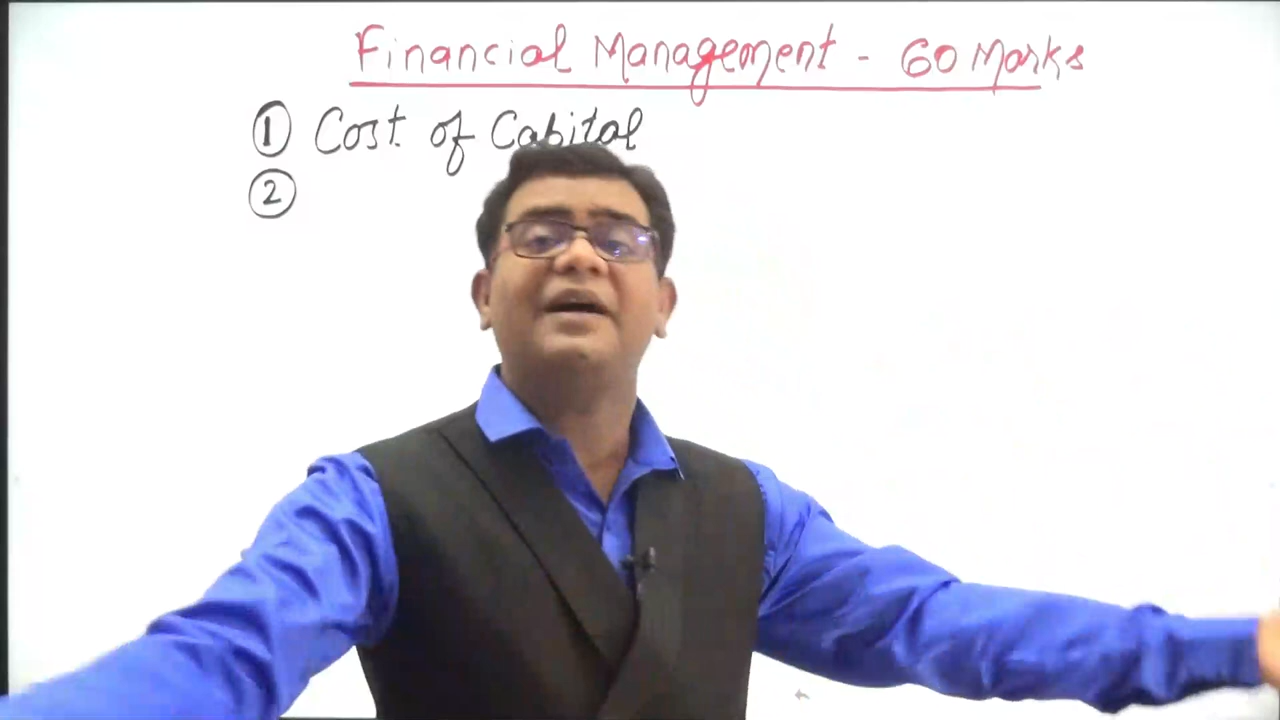 Financial Management - 60 Marks
① Cost of Capital
②